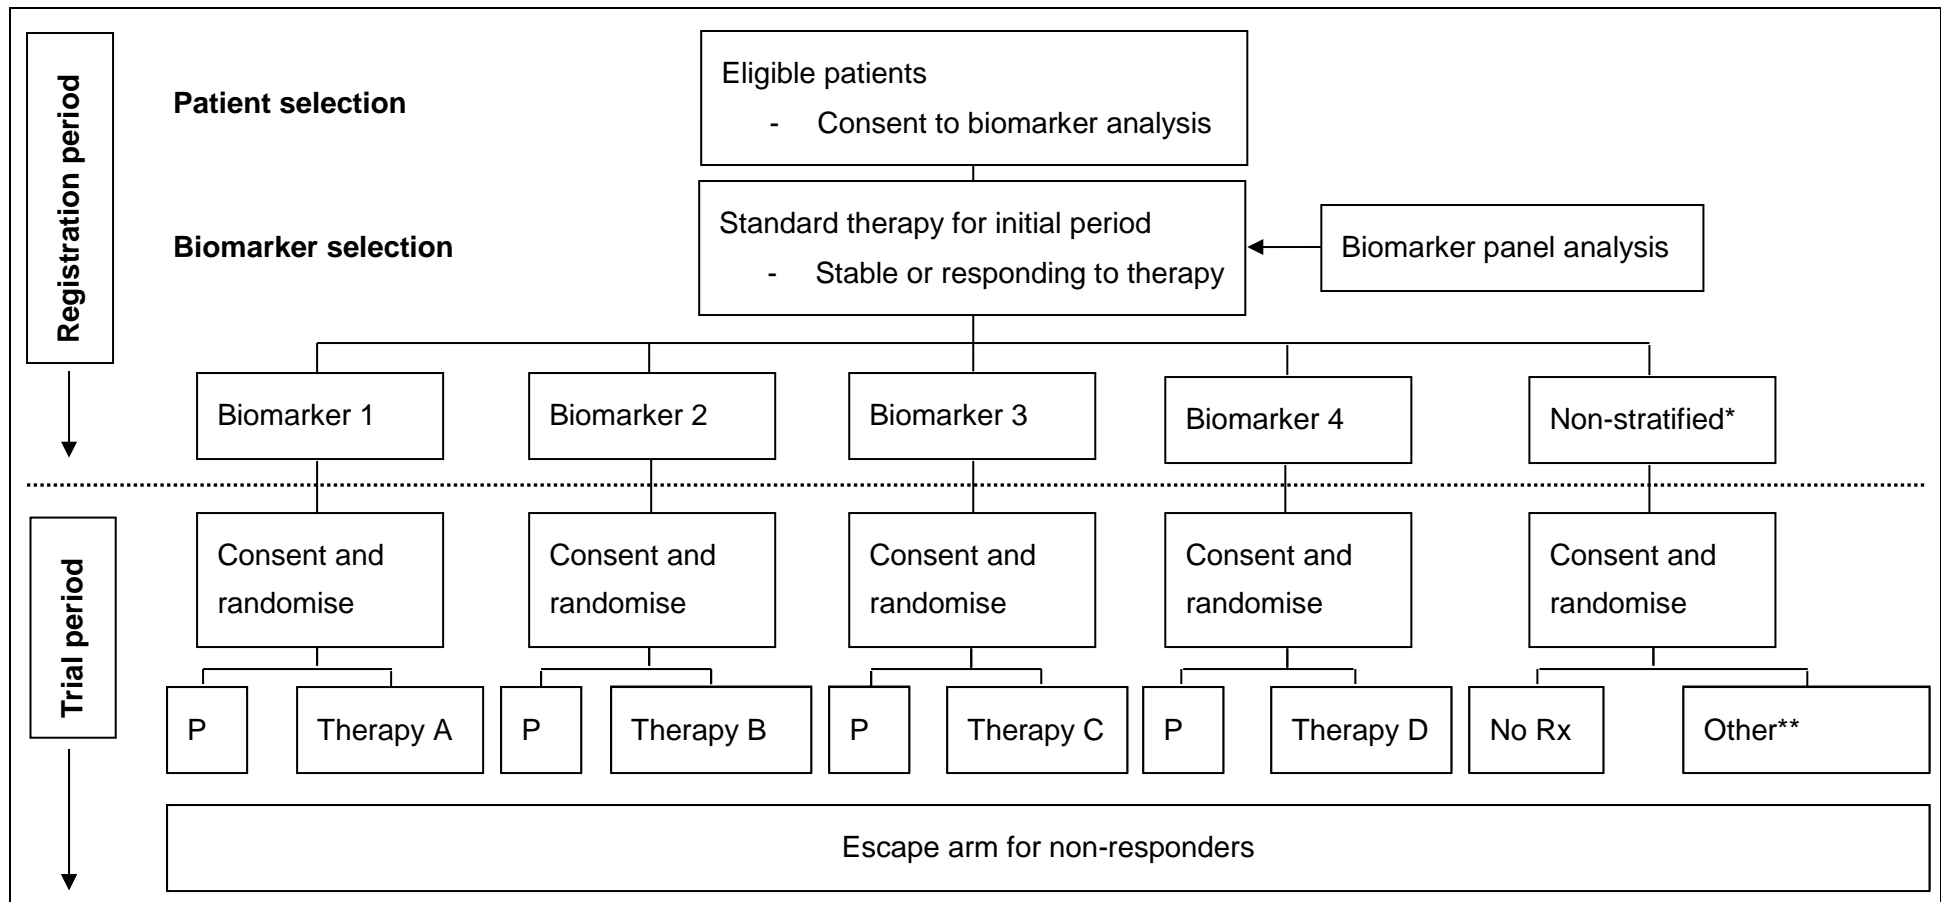 Registration period
Patient selection
Eligible patients
- Consent to biomarker analysis
Biomarker selection
Standard therapy for initial period
- Stable or responding to therapy
Biomarker panel analysis
Biomarker 1
Biomarker 2
Biomarker 3
Biomarker 4
Non-stratified*
Trial period
Consent and
randomise
Consent and
randomise
Consent and
randomise
Consent and
randomise
Consent and
randomise
P
Therapy A
P
Therapy B
P
Therapy C
P
Therapy D
No Rx
Other**
Escape arm for non-responders